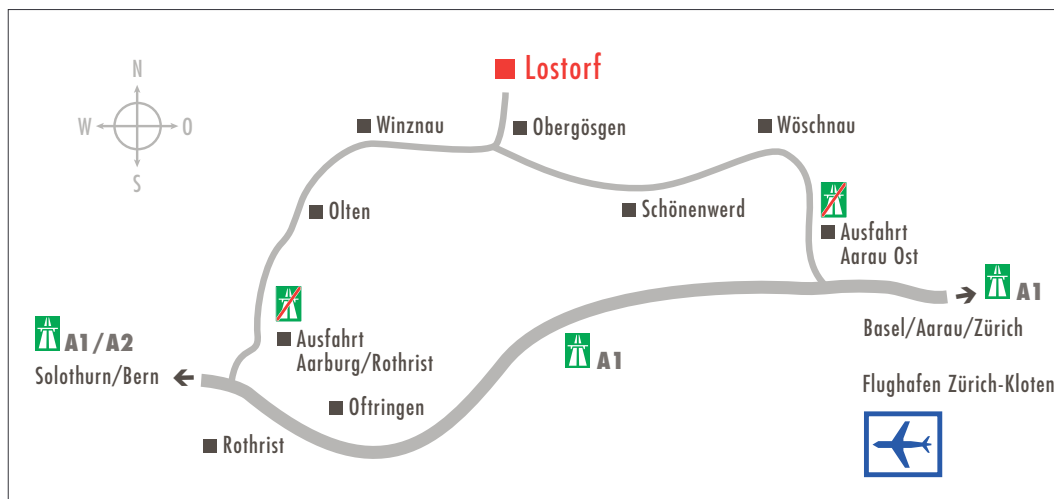 N
W O
S
Lostorf
Winznau
Obergösgen
Wöschnau
Olten
Schönenwerd
Ausfahrt
Aarau Ost
A1
Basel/Aarau/Zürich
Ausfahrt
Aarburg/Rothrist
A1/A2
Solothurn/Bern
A1
Flughafen Zürich-Kloten
Oftringen
Rothrist